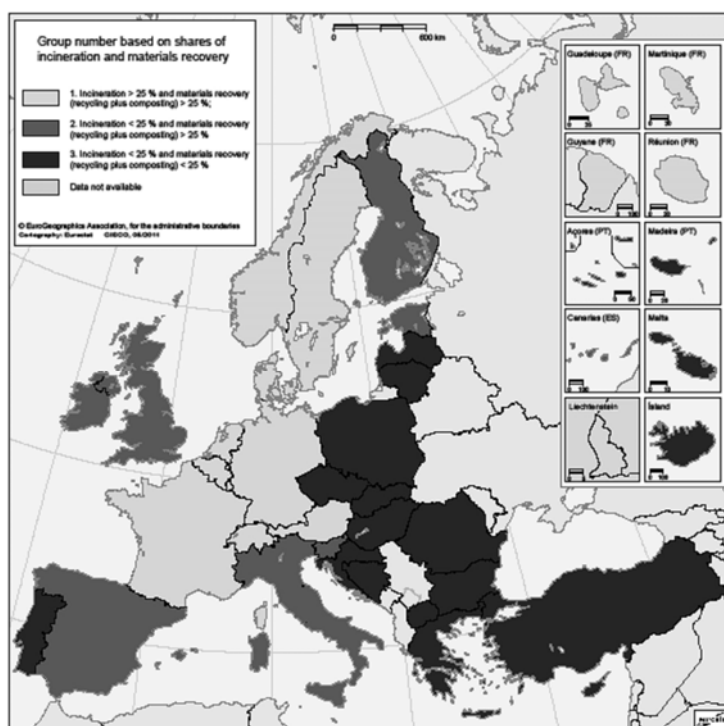 Group number based on shares of
incineration and materials recovery
1. Incineration > 25 % and materials recovery
(recycling plus composting) > 25 %;
2. Incineration < 25 % and materials recovery
(recycling plus composting) > 25 %
3. Incineration < 25 % and materials recovery
(recycling plus composting) < 25 %
Data not available
© EuroGeographics Association, for the administrative boundaries
Cartography: Eurostat
0 600 km
Guadeloupe (FR)
Martinique (FR)
Guyane (FR)
Réunion (FR)
Açores (PT)
Madeira (PT)
Canarias (ES)
Malta
Liechtenstein
Ísland